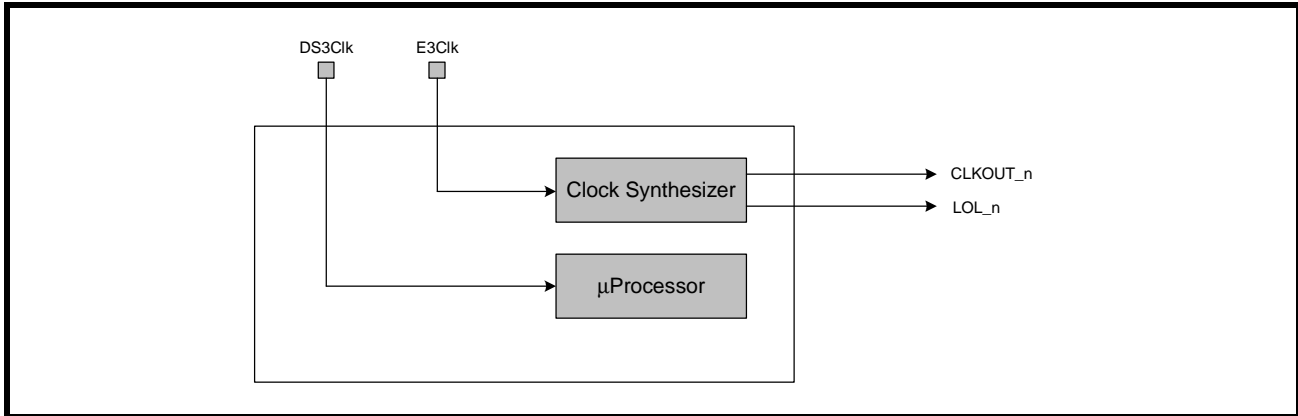 DS3Clk
E3Clk
Clock Synthesizer
CLKOUT_n
LOL_n
μProcessor